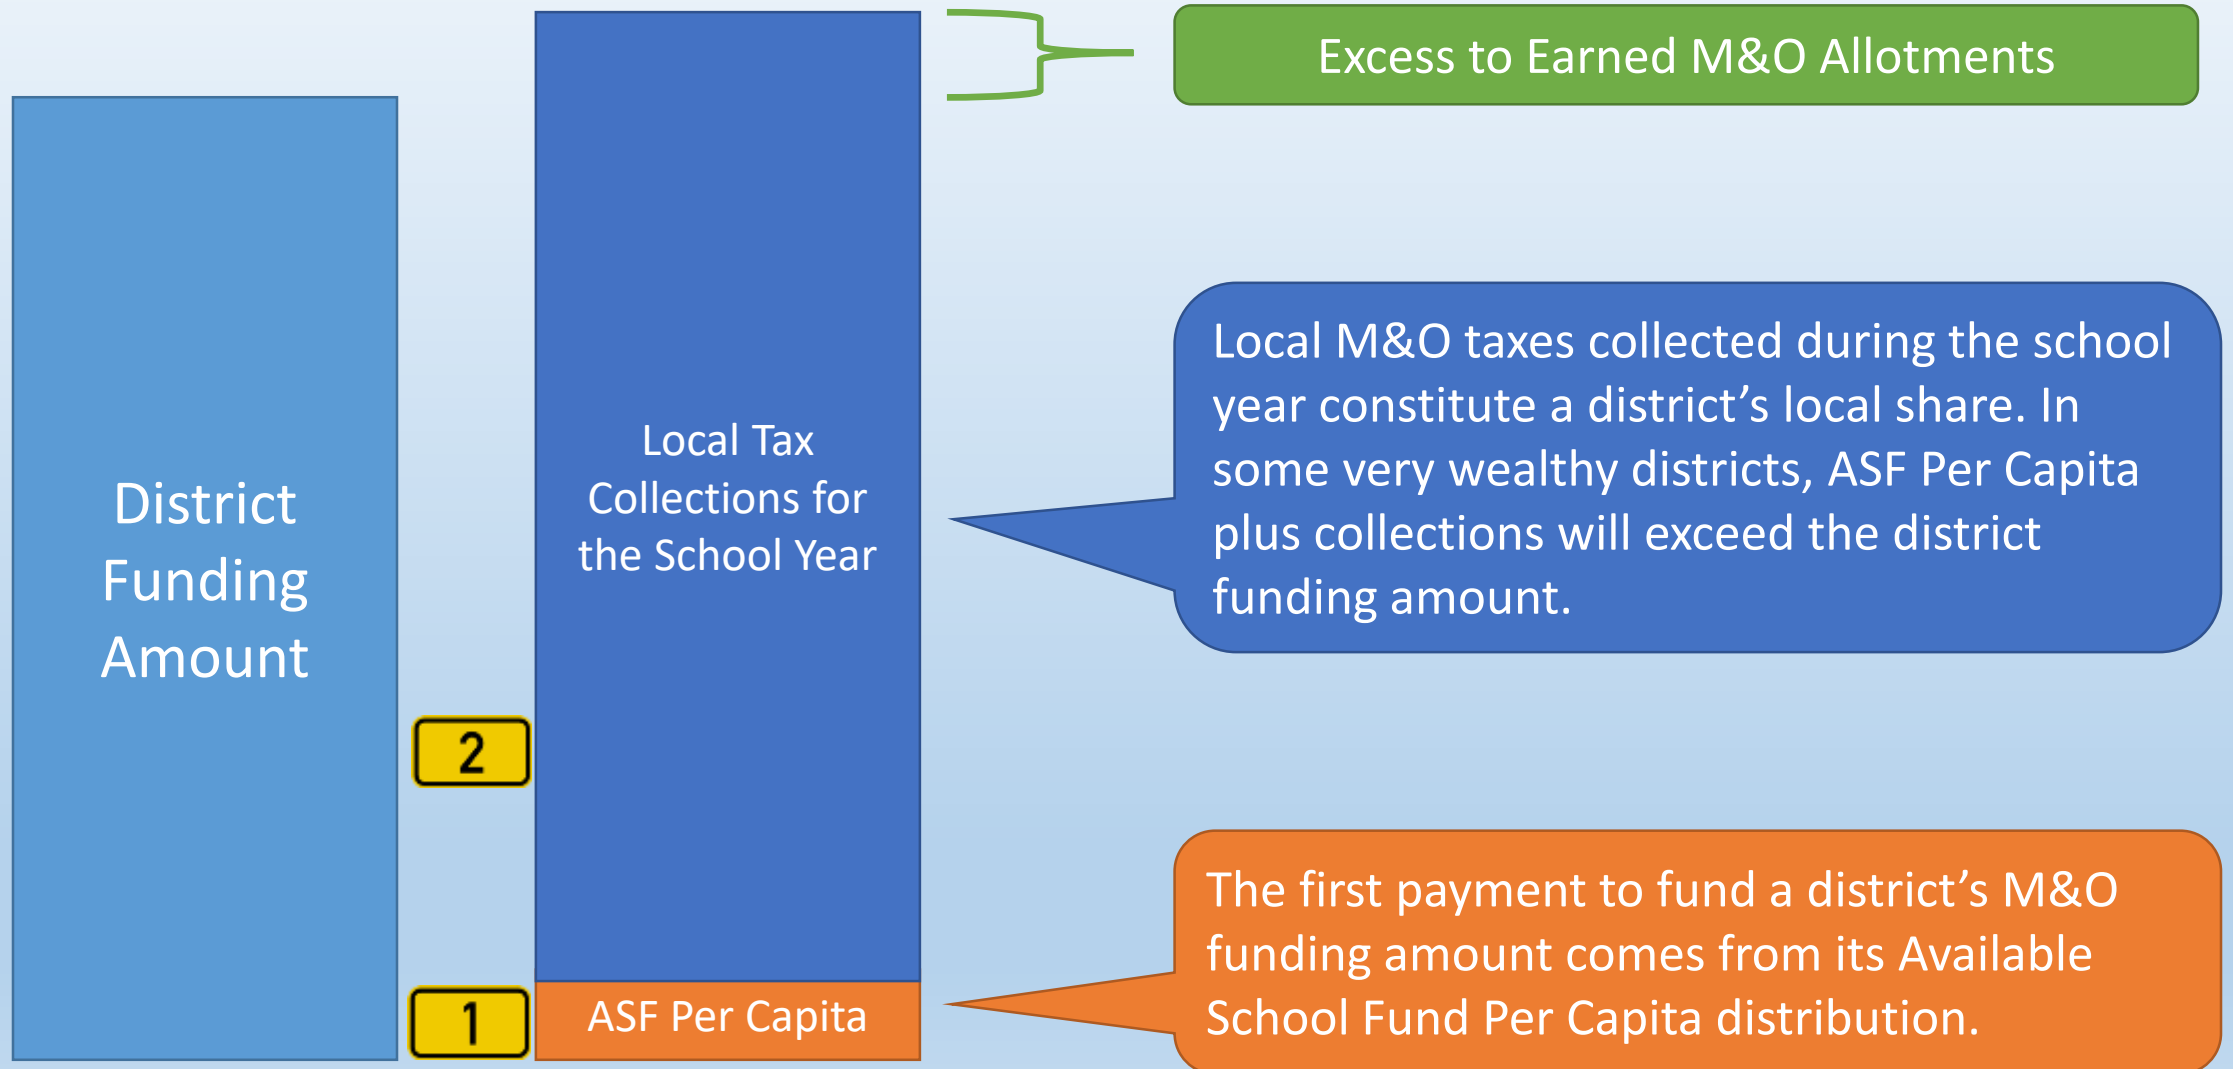 Excess to Earned M&O Allotments
District
Funding
Amount
Local Tax
Collections for
the School Year
Local M&O taxes collected during the school
year constitute a district’s local share. In
some very wealthy districts, ASF Per Capita
plus collections will exceed the district
funding amount.
2
1
ASF Per Capita
The first payment to fund a district’s M&O
funding amount comes from its Available
School Fund Per Capita distribution.